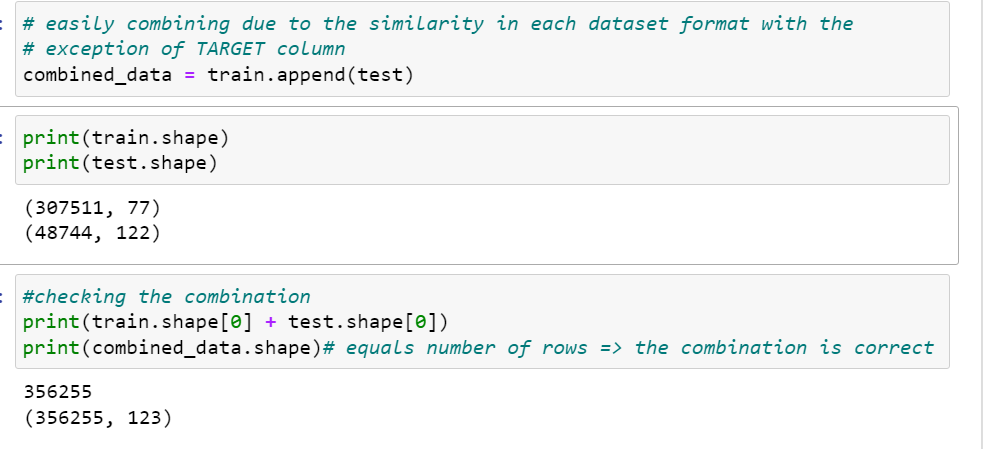 # easily combining due to the similarity in each dataset format with the
# exception of TARGET column
combined_data = train.append(test)
print(train.shape)
print(test.shape)
(307511, 77)
(48744, 122)
#checking the combination
print(train.shape[0] + test.shape[0])
print(combined_data.shape)# equals number of rows => the combination is correct
356255
(356255, 123)